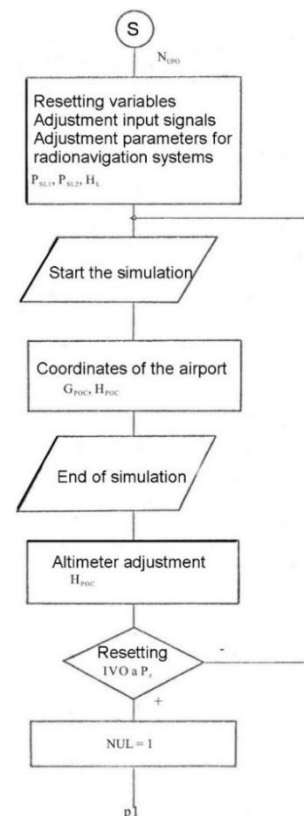 S
N_UPO
Resetting variables
Adjustment input signals
Adjustment parameters for
radionavigation systems
P_SL1, P_SL2, H_L
Start the simulation
Coordinates of the airport
G_POC, H_POC
End of simulation
Altimeter adjustment
H_POC
Resetting
-
IVO a P
+
NUL = 1
p1